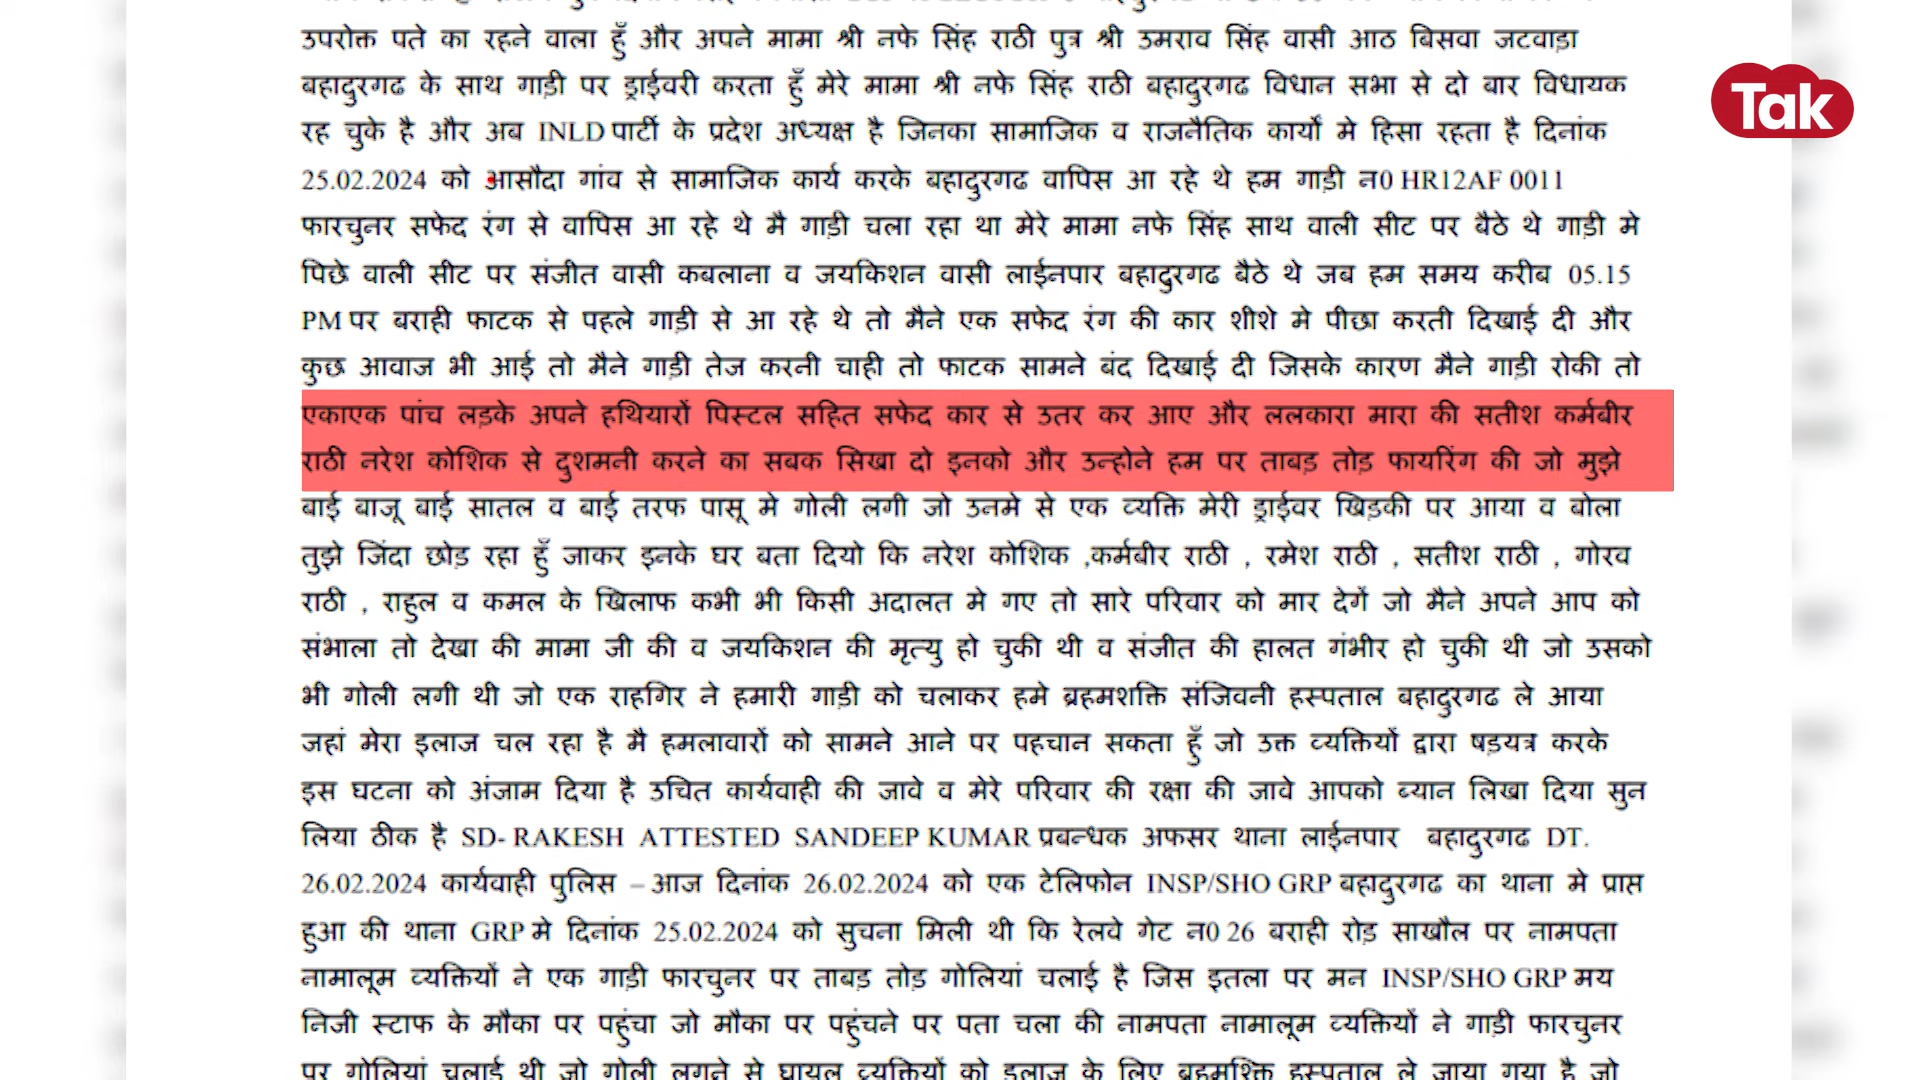 उपरोक्त पते का रहने वाला हुँ और अपने मामा श्री नफे सिंह राठी पुत्र श्री उमराव सिंह वासी आठ बिसवा जटवाड़ा
बहादुरगढ के साथ गाड़ी पर ड्राईवरी करता हुँ मेरे मामा श्री नफे सिंह राठी बहादुरगढ विधान सभा से दो बार विधायक
रह चुके है और अब INLD पार्टी के प्रदेश अध्यक्ष है जिनका सामाजिक व राजनैतिक कार्यो मे हिसा रहता है दिनांक
25.02.2024 को आसौदा गांव से सामाजिक कार्य करके बहादुरगढ वापिस आ रहे थे हम गाड़ी न0 HR12AF 0011
फारचुनर सफेद रंग से वापिस आ रहे थे मै गाड़ी चला रहा था मेरे मामा नफे सिंह साथ वाली सीट पर बैठे थे गाड़ी मे
पिछे वाली सीट पर संजीत वासी कबलाना व जयकिशन वासी लाईनपार बहादुरगढ बैठे थे जब हम समय करीब 05.15
PM पर बराही फाटक से पहले गाड़ी से आ रहे थे तो मैने एक सफेद रंग की कार शीशे मे पीछा करती दिखाई दी और
कुछ आवाज भी आई तो मैने गाड़ी तेज करनी चाही तो फाटक सामने बंद दिखाई दी जिसके कारण मैने गाड़ी रोकी तो
एकाएक पांच लड़के अपने हथियारों पिस्टल सहित सफेद कार से उतर कर आए और ललकारा मारा की सतीश कर्मबीर
राठी नरेश कोशिक से दुशमनी करने का सबक सिखा दो इनको और उन्होने हम पर ताबड़ तोड़ फायरिंग की जो मुझे
बाई बाजू बाई सातल व बाई तरफ पासू मे गोली लगी जो उनमे से एक व्यक्ति मेरी ड्राईवर खिड़की पर आया व बोला
तुझे जिंदा छोड़ रहा हुँ जाकर इनके घर बता दियो कि नरेश कोशिक ,कर्मबीर राठी , रमेश राठी , सतीश राठी , गोरव
राठी , राहुल व कमल के खिलाफ कभी भी किसी अदालत मे गए तो सारे परिवार को मार देगें जो मैने अपने आप को
संभाला तो देखा की मामा जी की व जयकिशन की मृत्यु हो चुकी थी व संजीत की हालत गंभीर हो चुकी थी जो उसको
भी गोली लगी थी जो एक राहगिर ने हमारी गाड़ी को चलाकर हमे ब्रहमशक्ति संजिवनी हस्पताल बहादुरगढ ले आया
जहां मेरा इलाज चल रहा है मै हमलावारों को सामने आने पर पहचान सकता हुँ जो उक्त व्यक्तियों द्वारा षड़यत्र करके
इस घटना को अंजाम दिया है उचित कार्यवाही की जावे व मेरे परिवार की रक्षा की जावे आपको ब्यान लिखा दिया सुन
लिया ठीक है SD- RAKESH ATTESTED SANDEEP KUMAR प्रबन्धक अफसर थाना लाईनपार बहादुरगढ DT.
26.02.2024 कार्यवाही पुलिस – आज दिनांक 26.02.2024 को एक टेलिफोन INSP/SHO GRP बहादुरगढ का थाना मे प्राप्त
हुआ की थाना GRP मे दिनांक 25.02.2024 को सुचना मिली थी कि रेलवे गेट न0 26 बराही रोड़ साखौल पर नामपता
नामालूम व्यक्तियों ने एक गाड़ी फारचुनर पर ताबड़ तोड़ गोलियां चलाई है जिस इतला पर मन INSP/SHO GRP मय
निजी स्टाफ के मौका पर पहुंचा जो मौका पर पहुंचने पर पता चला की नामपता नामालूम व्यक्तियों ने गाड़ी फारचुनर
पर गोलियां चलाई थी जो गोली लगने से घायल व्यक्तियों को इलाज के लिए ब्रहमश्क्ति हस्पताल ले जाया गया है जो
Tak